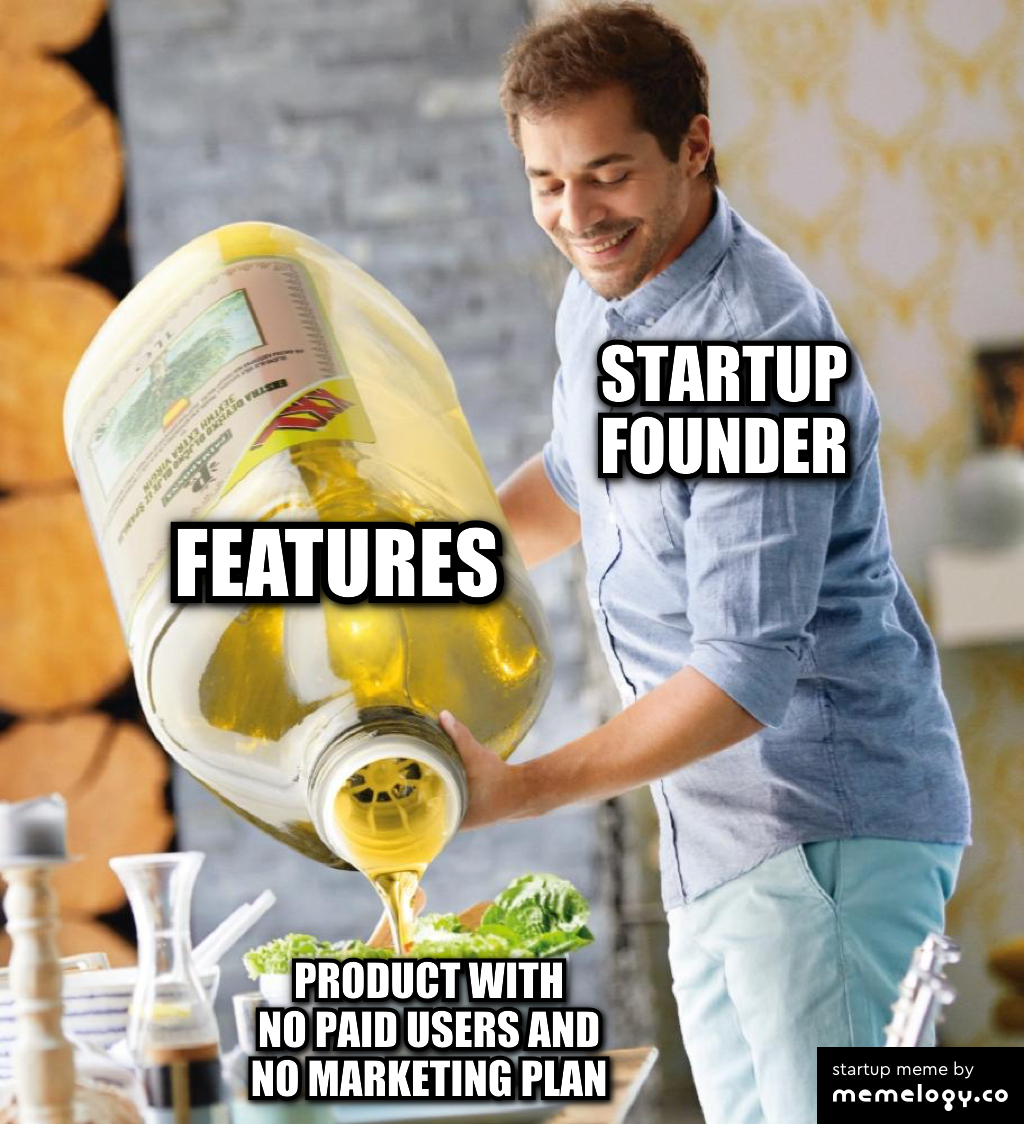 STARTUP
FOUNDER
FEATURES
PRODUCT WITH
NO PAID USERS AND
NO MARKETING PLAN
startup meme by
memelogy.co